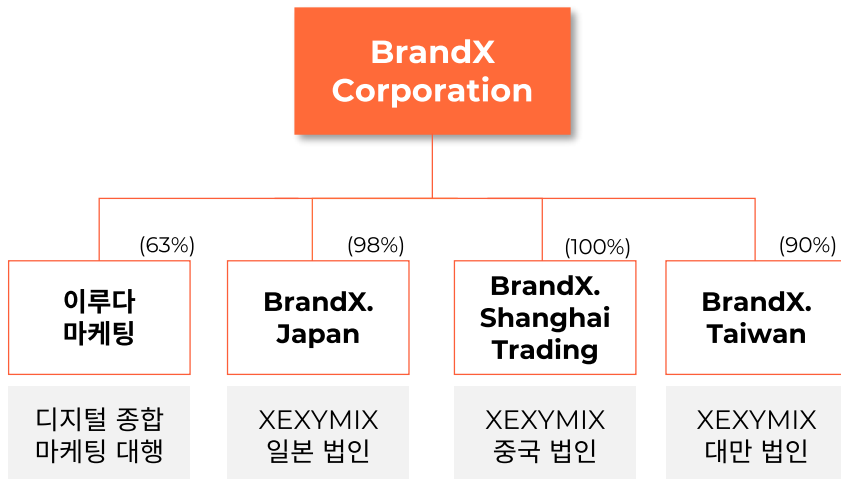 BrandX
Corporation
(63%)
(98%)
(100%)
(90%)
이루다
마케팅
BrandX.
Japan
BrandX.
Shanghai
Trading
BrandX.
Taiwan
디지털 종합
마케팅 대행
XEXYMIX
일본 법인
XEXYMIX
중국 법인
XEXYMIX
대만 법인